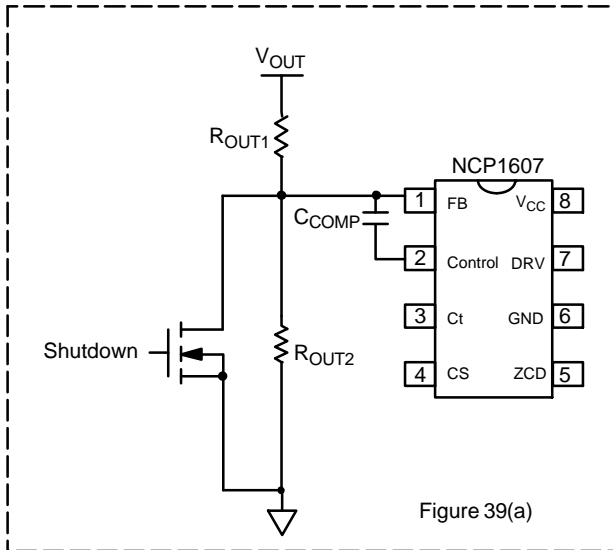 VOUT
ROUT1
NCP1607
CCOMP
1 FB VCC 8
2 Control DRV 7
3 Ct GND 6
4 CS ZCD 5
Shutdown
ROUT2
Figure 39(a)